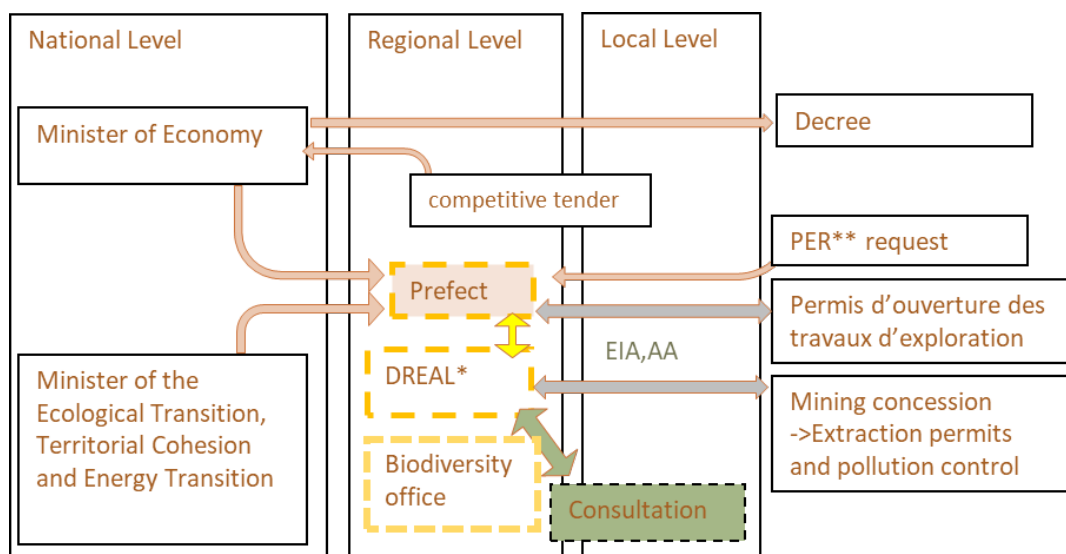 National Level
Regional Level
Local Level
Minister of Economy
Decree
competitive tender
PER** request
Prefect
Permis d’ouverture des
travaux d’exploration
EIA,AA
DREAL*
Minister of the
Ecological Transition,
Territorial Cohesion
and Energy Transition
Mining concession
->Extraction permits
and pollution control
Biodiversity
office
Consultation